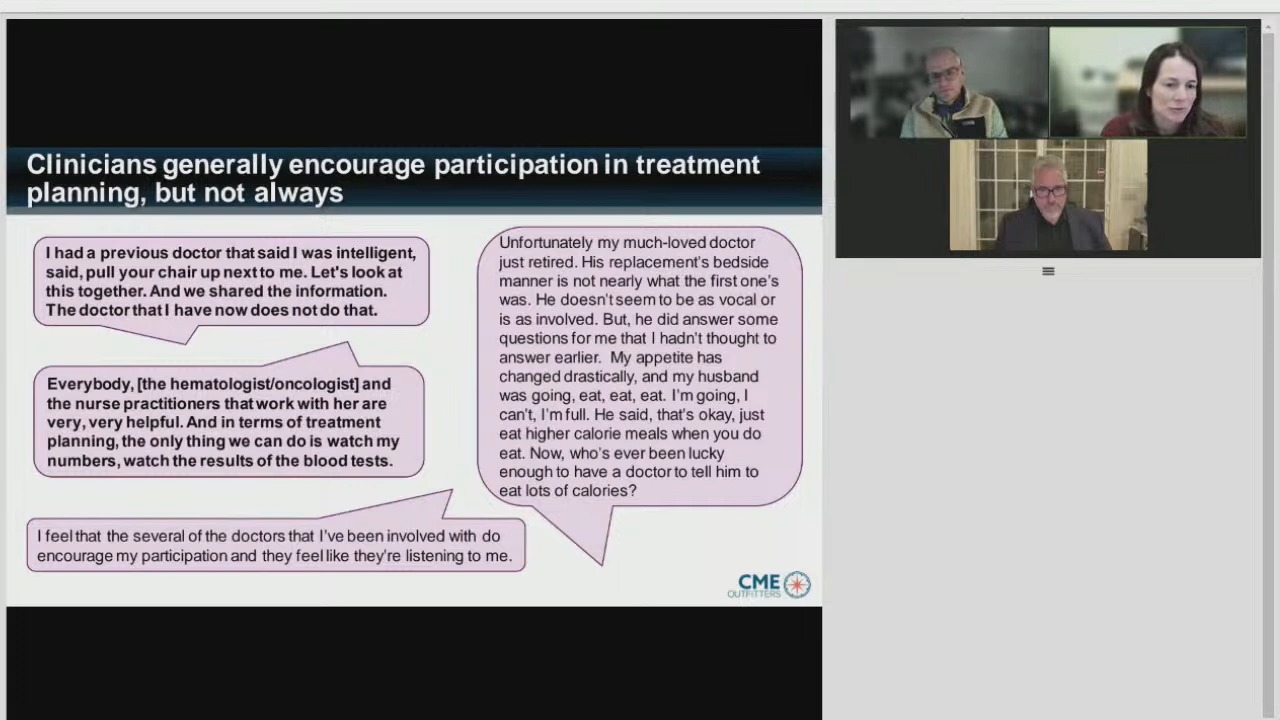 Clinicians generally encourage participation in treatment
planning, but not always
I had a previous doctor that said I was intelligent,
said, pull your chair up next to me. Let's look at
this together. And we shared the information.
The doctor that I have now does not do that.
Everybody, [the hematologist/oncologist] and
the nurse practitioners that work with her are
very, very helpful. And in terms of treatment
planning, the only thing we can do is watch my
numbers, watch the results of the blood tests.
I feel that the several of the doctors that I've been involved with do
encourage my participation and they feel like they're listening to me.
Unfortunately my much-loved doctor
just retired. His replacement's bedside
manner is not nearly what the first one's
was. He doesn't seem to be as vocal or
is as involved. But, he did answer some
questions for me that I hadn't thought to
answer earlier. My appetite has
changed drastically, and my husband
was going, eat, eat, eat. I'm going, I
can't, I'm full. He said, that's okay, just
eat higher calorie meals when you do
eat. Now, who's ever been lucky
enough to have a doctor to tell him to
eat lots of calories?
CME
OUTFITTERS